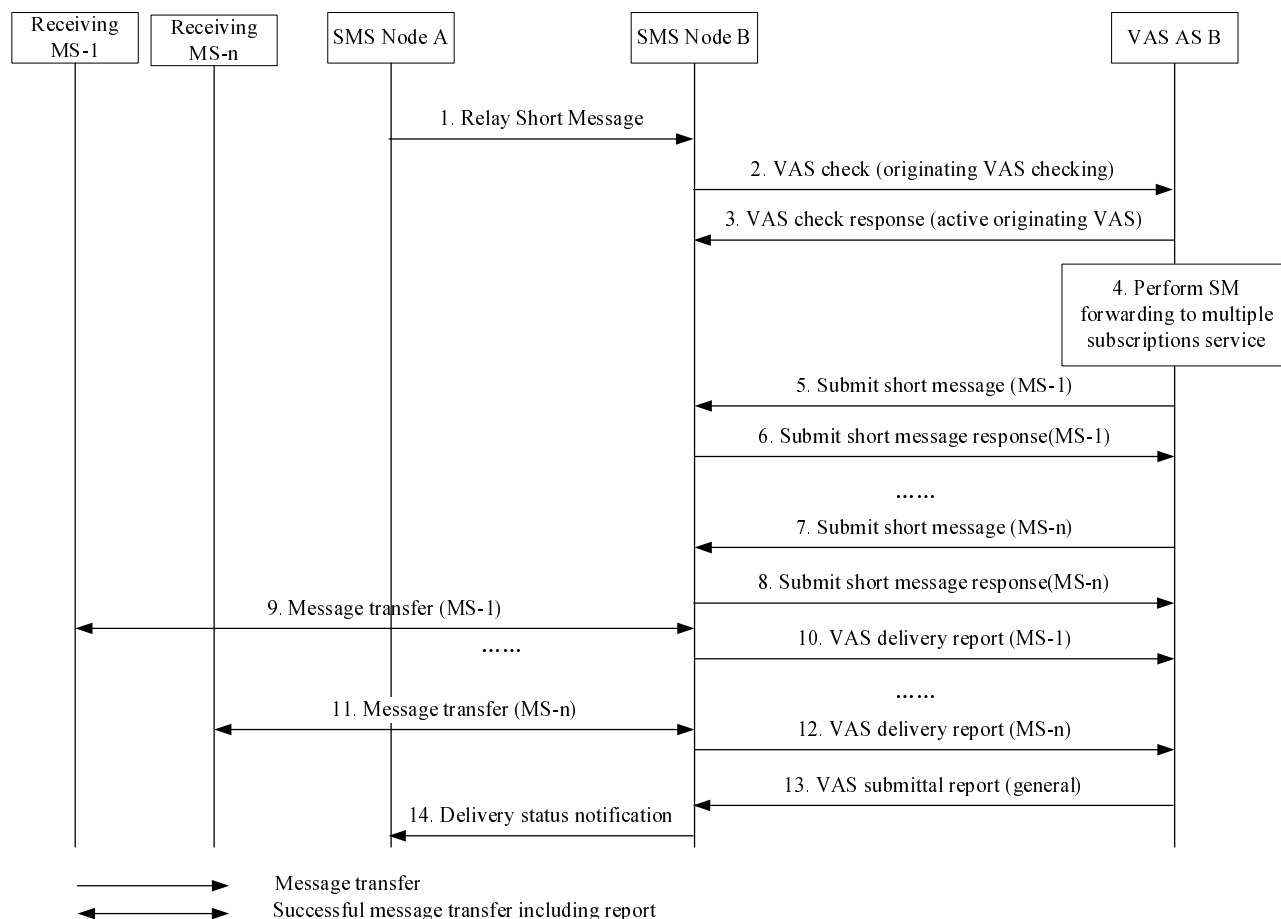 Receiving
MS-1
Receiving
MS-n
SMS Node A
SMS Node B
VAS AS B
1. Relay Short Message
2. VAS check (originating VAS checking)
3. VAS check response (active originating VAS)
4. Perform SM
forwarding to multiple
subscriptions service
5. Submit short message (MS-1)
6. Submit short message response(MS-1)
......
7. Submit short message (MS-n)
8. Submit short message response(MS-n)
9. Message transfer (MS-1)
......
10. VAS delivery report (MS-1)
......
11. Message transfer (MS-n)
12. VAS delivery report (MS-n)
13. VAS submittal report (general)
14. Delivery status notification
Message transfer
Successful message transfer including report